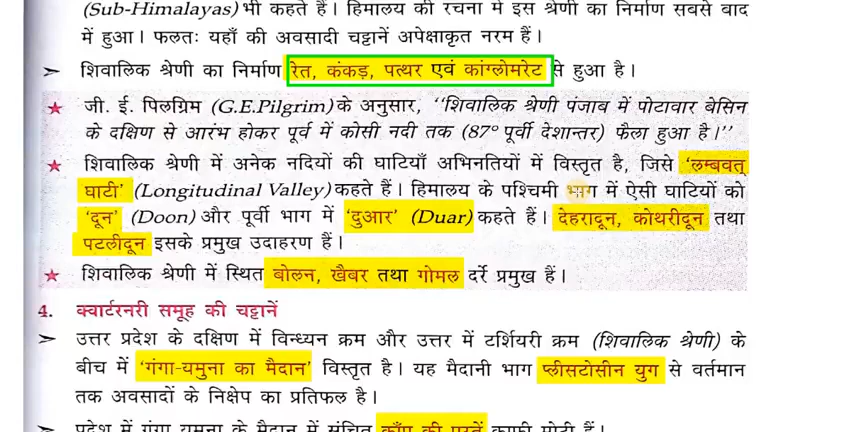 (Sub-Himalayas) भी कहते हैं। हिमालय की रचना में इस श्रेणी का निर्माण सबसे बाद
में हुआ। फलतः यहाँ की अवसादी चट्टानें अपेक्षाकृत नरम हैं।
➢ शिवालिक श्रेणी का निर्माण रेत, कंकड़, पत्थर एवं कांग्लोमरेट से हुआ है।
★ जी. ई. पिलग्रिम (G.E.Pilgrim) के अनुसार, ''शिवालिक श्रेणी पंजाब में पोटावार बेसिन
के दक्षिण से आरंभ होकर पूर्व में कोसी नदी तक (87° पूर्वी देशान्तर) फैला हुआ है।''
★ शिवालिक श्रेणी में अनेक नदियों की घाटियाँ अभिनतियों में विस्तृत है, जिसे 'लम्बवत्
घाटी' (Longitudinal Valley) कहते हैं। हिमालय के पश्चिमी भाग में ऐसी घाटियों को
'दून' (Doon) और पूर्वी भाग में 'दुआर' (Duar) कहते हैं। देहरादून, कोथरीदून तथा
पटलीदून इसके प्रमुख उदाहरण हैं।
★ शिवालिक श्रेणी में स्थित बोलन, खैबर तथा गोमल दर्रे प्रमुख हैं।
4. क्वार्टरनरी समूह की चट्टानें
➢ उत्तर प्रदेश के दक्षिण में विन्ध्यन क्रम और उत्तर में टर्शियरी क्रम (शिवालिक श्रेणी) के
बीच में 'गंगा-यमुना का मैदान' विस्तृत है। यह मैदानी भाग प्लीस्टोसीन युग से वर्तमान
तक अवसादों के निक्षेप का प्रतिफल है।
➢ प्रदेश में गंगा यमुना के मैदान में संचित काँप की परतें काफी मोटी हैं।